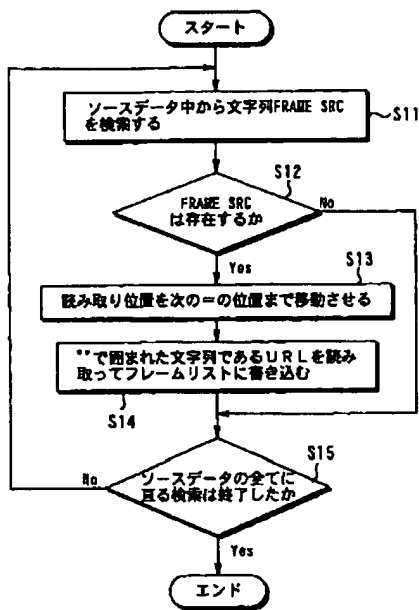 スタート
ソースデータ中から文字列FRAME SRC
を検索する
S11
S12
FRAME SRC
は存在するか
No
Yes
S13
読み取り位置を次の＝の位置まで移動させる
""で囲まれた文字列であるURLを読み
取ってフレームリストに書き込む
S14
S15
ソースデータの全てに
亘る検索は終了したか
No
Yes
エンド